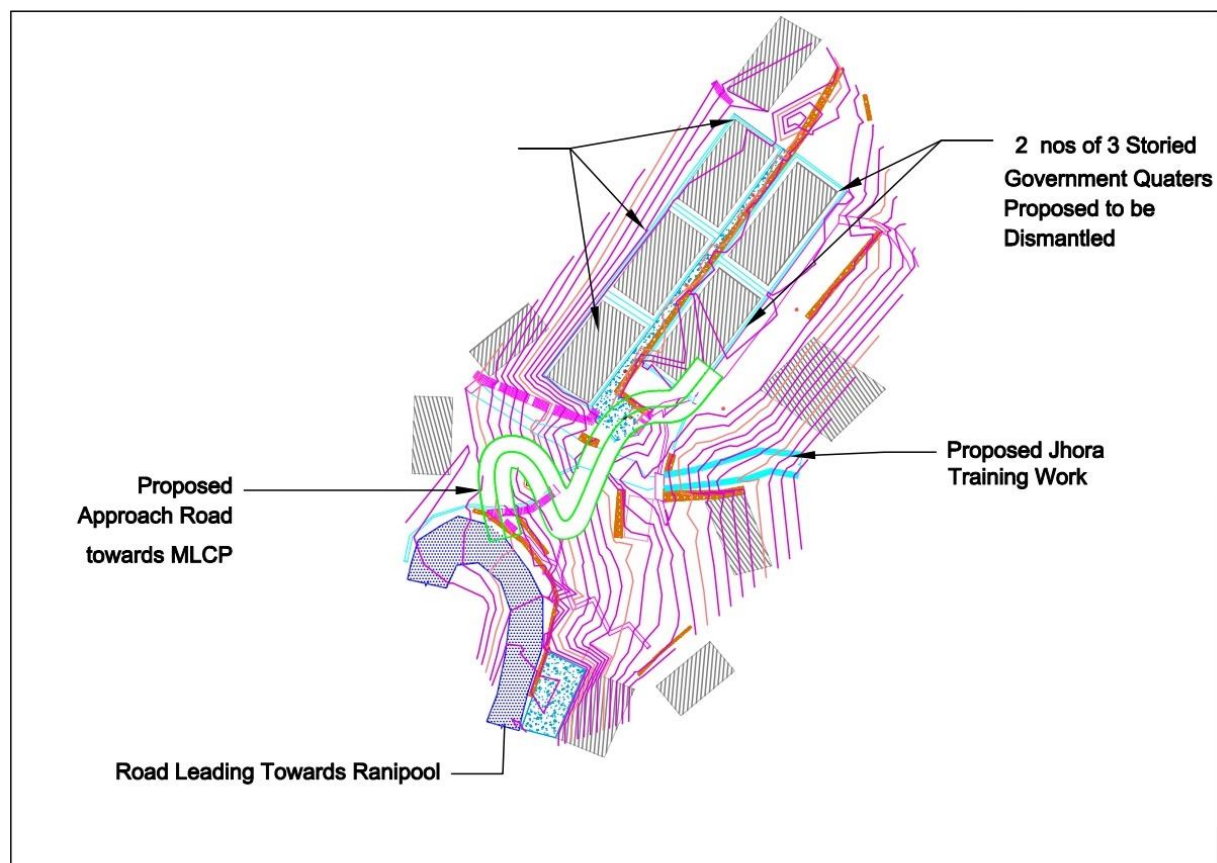 2 nos of 3 Storied
Government Quaters
Proposed to be
Dismantled
Proposed Jhora
Training Work
Proposed
Approach Road
towards MLCP
Road Leading Towards Ranipool